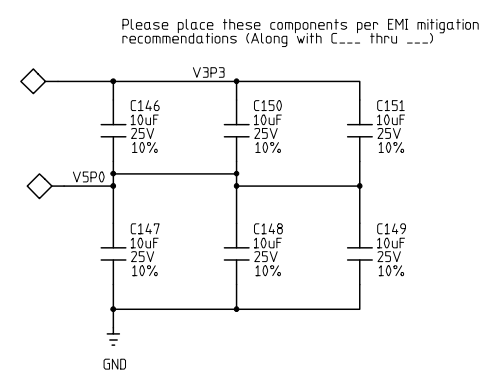 Please place these components per EMI mitigation
recommendations (Along with C___ thru ___)
V3P3
C146
10uF
25V
10%
C150
10uF
25V
10%
C151
10uF
25V
10%
V5P0
C147
10uF
25V
10%
C148
10uF
25V
10%
C149
10uF
25V
10%
GND